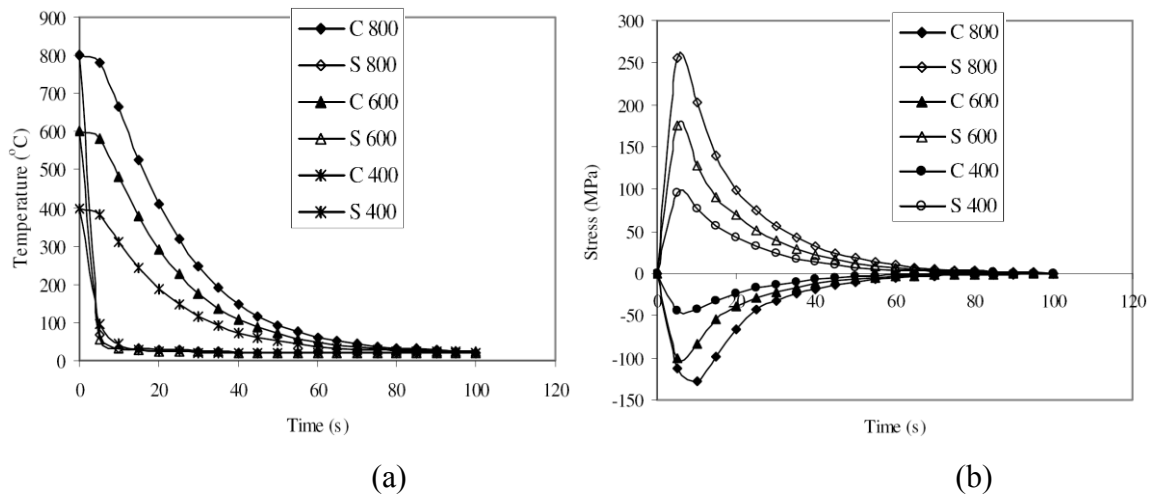 900
800
700
600
500
400
300
200
100
0
0 20 40 60 80 100 120
Temperature (°C)
Time (s)
C 800
S 800
C 600
S 600
C 400
S 400
(a)
300
250
200
150
100
50
0
-50
-100
-150
0 20 40 60 80 100 120
Stress (MPa)
Time (s)
C 800
S 800
C 600
S 600
C 400
S 400
(b)